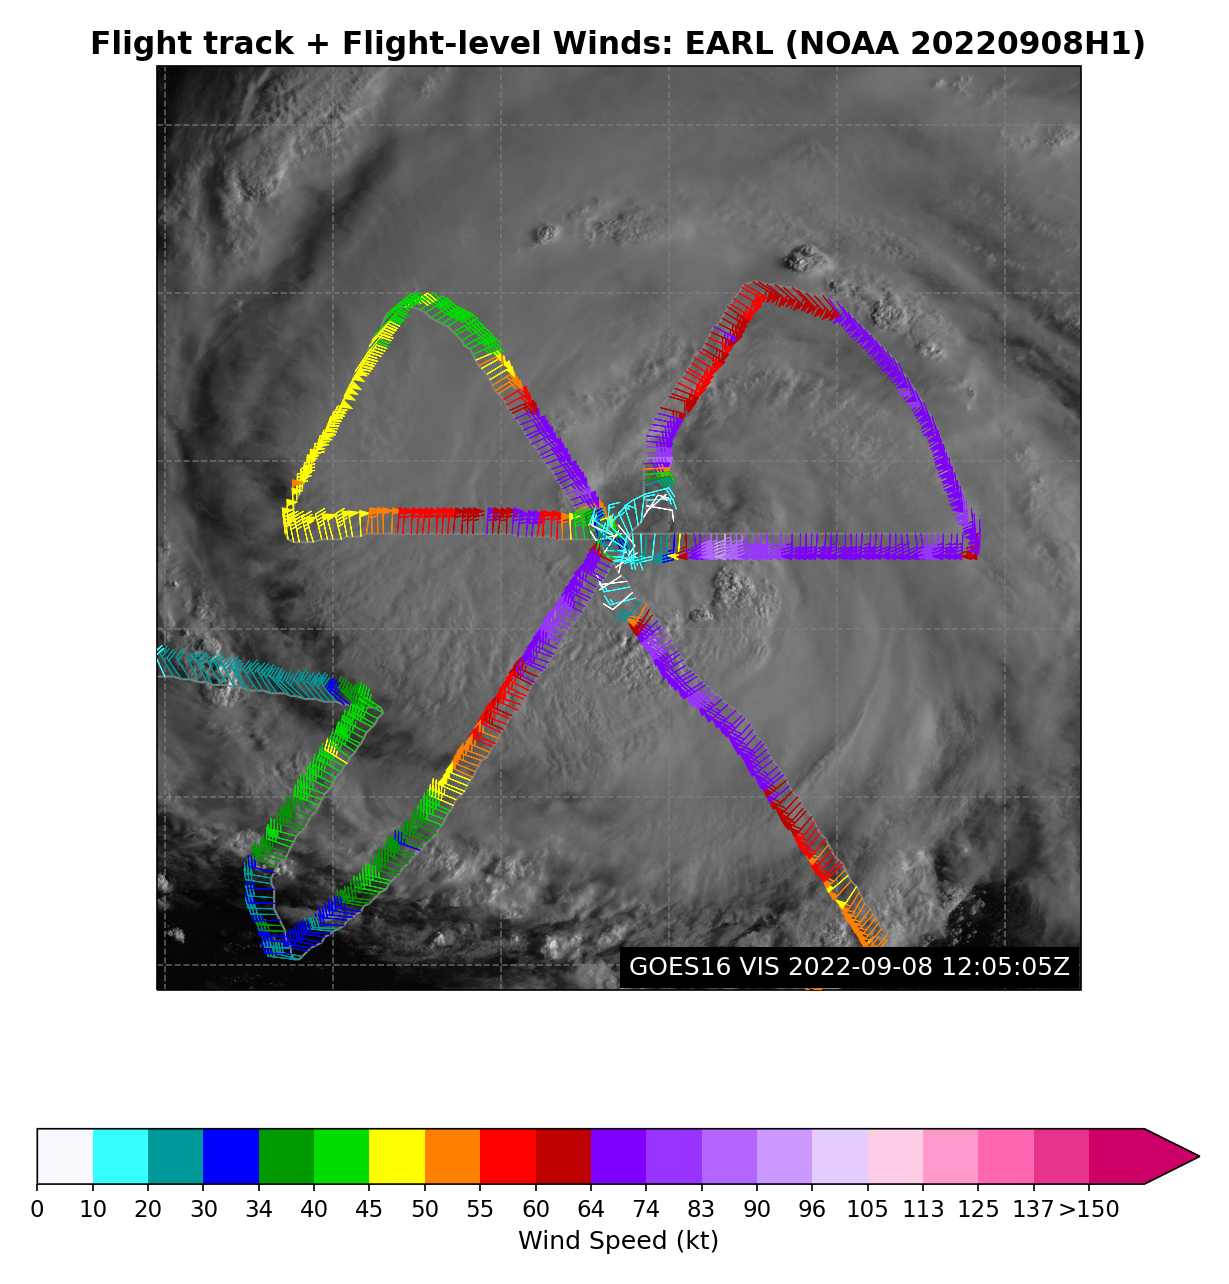 Flight track + Flight-level Winds: EARL (NOAA 20220908H1)
GOES16 VIS 2022-09-08 12:05:05Z
0 10 20 30 34 40 45 50 55 60 64 74 83 90 96 105 113 125 137 >150
Wind Speed (kt)